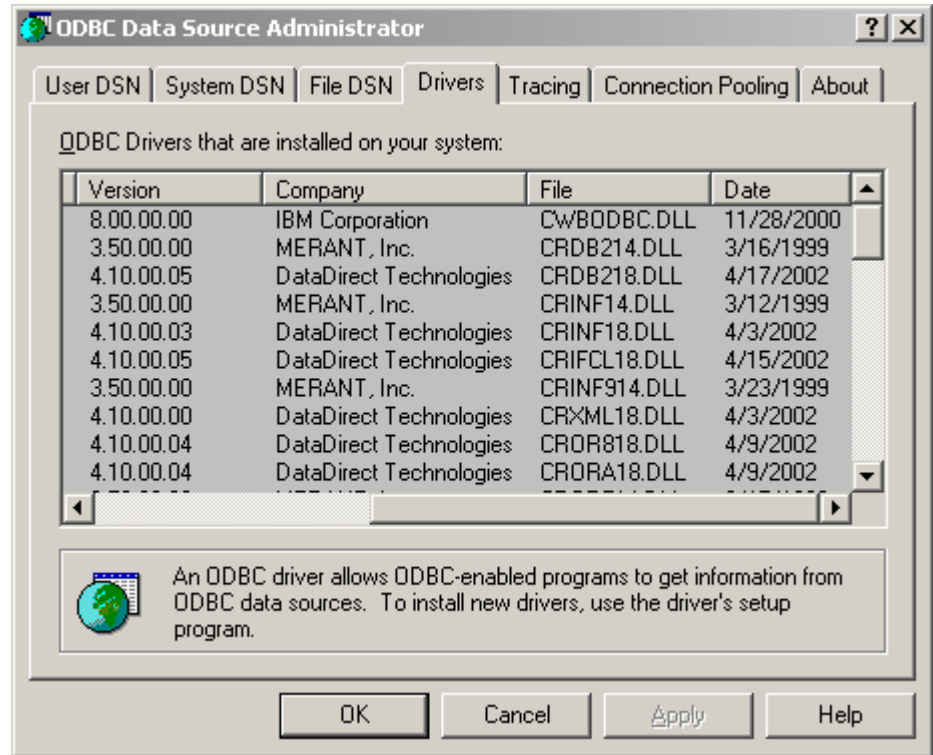 ODBC Data Source Administrator
User DSN System DSN File DSN Drivers Tracing Connection Pooling About
ODBC Drivers that are installed on your system:
Version Company File Date
8.00.00.00 IBM Corporation CWBODBC.DLL 11/28/2000
3.50.00.00 MERANT, Inc. CRDB214.DLL 3/16/1999
4.10.00.05 DataDirect Technologies CRDB218.DLL 4/17/2002
3.50.00.00 MERANT, Inc. CRINF14.DLL 3/12/1999
4.10.00.03 DataDirect Technologies CRINF18.DLL 4/3/2002
4.10.00.05 DataDirect Technologies CRIFCL18.DLL 4/15/2002
3.50.00.00 MERANT, Inc. CRINF914.DLL 3/23/1999
4.10.00.00 DataDirect Technologies CRXML18.DLL 4/3/2002
4.10.00.04 DataDirect Technologies CROR818.DLL 4/9/2002
4.10.00.04 DataDirect Technologies CRORA18.DLL 4/9/2002
An ODBC driver allows ODBC-enabled programs to get information from
ODBC data sources. To install new drivers, use the driver's setup
program.
OK Cancel Apply Help